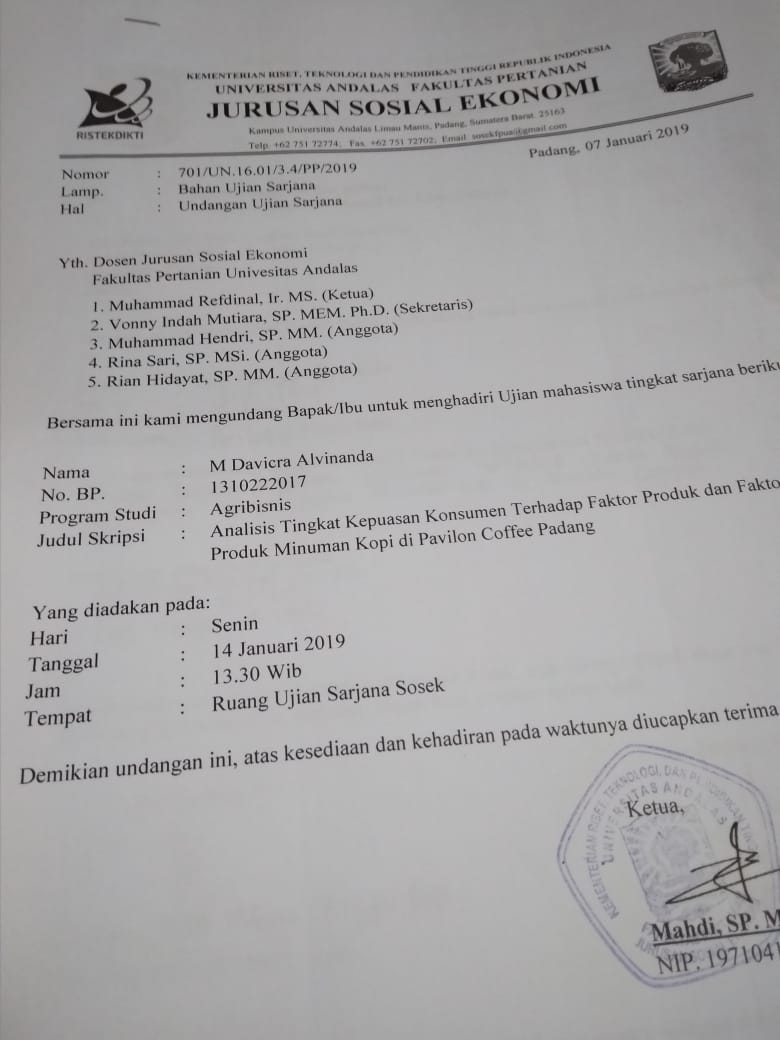 KEMENTERIAN RISET, TEKNOLOGI DAN PENDIDIKAN TINGGI REPUBLIK INDONESIA
UNIVERSITAS ANDALAS FAKULTAS PERTANIAN
JURUSAN SOSIAL EKONOMI
Kampus Universitas Andalas Limau Manis, Padang, Sumatera Barat. 25163
Telp. +62 751 72774, Fax. +62 751 72702, Email. sosekfpua@gmail.com
RISTEKDIKTI
Padang, 07 Januari 2019
Nomor : 701/UN.16.01/3.4/PP/2019
Lamp. : Bahan Ujian Sarjana
Hal : Undangan Ujian Sarjana
Yth. Dosen Jurusan Sosial Ekonomi
Fakultas Pertanian Univesitas Andalas
1. Muhammad Refdinal, Ir. MS. (Ketua)
2. Vonny Indah Mutiara, SP. MEM. Ph.D. (Sekretaris)
3. Muhammad Hendri, SP. MM. (Anggota)
4. Rina Sari, SP. MSi. (Anggota)
5. Rian Hidayat, SP. MM. (Anggota)
Bersama ini kami mengundang Bapak/Ibu untuk menghadiri Ujian mahasiswa tingkat sarjana beriku
Nama : M Davicra Alvinanda
No. BP. : 1310222017
Program Studi : Agribisnis
Judul Skripsi : Analisis Tingkat Kepuasan Konsumen Terhadap Faktor Produk dan Fakto
Produk Minuman Kopi di Pavilon Coffee Padang
Yang diadakan pada:
Hari : Senin
Tanggal : 14 Januari 2019
Jam : 13.30 Wib
Tempat : Ruang Ujian Sarjana Sosek
Demikian undangan ini, atas kesediaan dan kehadiran pada waktunya diucapkan terima
Ketua,
KEMENTERIAN RISET, TEKNOLOGI, DAN
UNIVERSITAS ANDALAS
Mahdi, SP. M
NIP. 197104